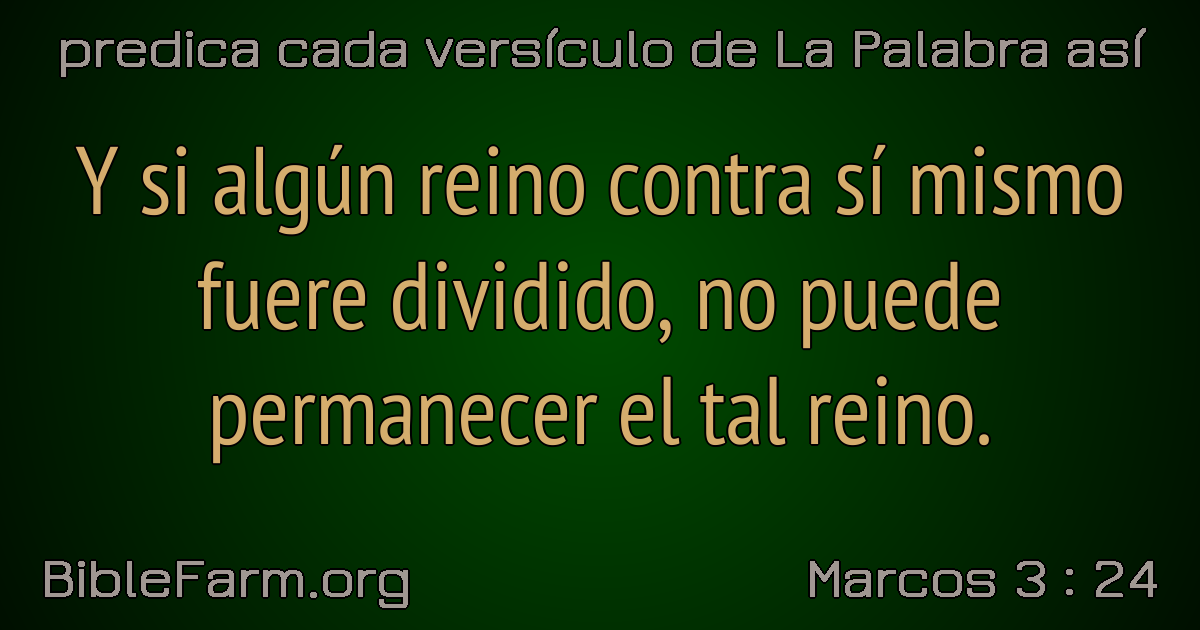 predica cada versículo de La Palabra así
Y si algún reino contra sí mismo
fuere dividido, no puede
permanecer el tal reino.
BibleFarm.org
Marcos 3 : 24